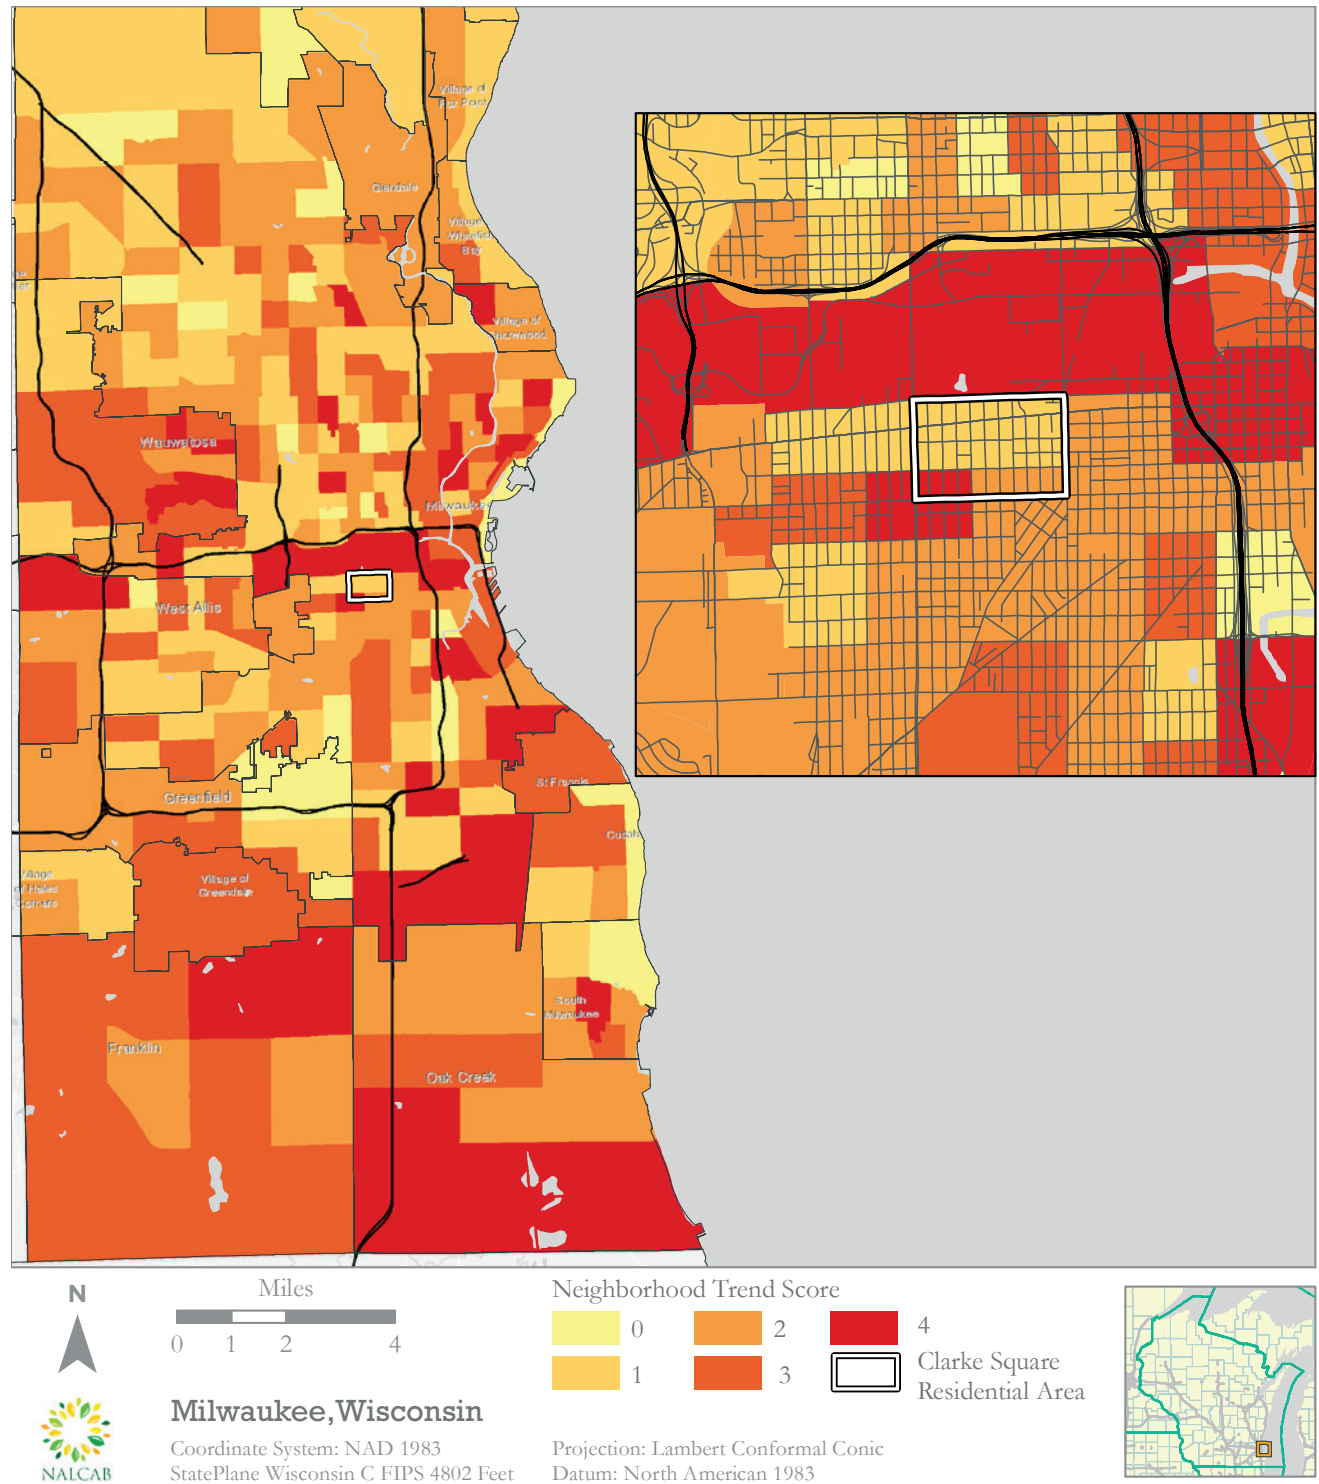 Village of
Fox Point
Glendale
Village
Whitefish
Bay
Village of
Shorewood
Wauwatosa
Milwaukee
West Allis
St Francis
Greenfield
Cudah
Village
of Hales
Corners
Village of
Greendale
South
Milwaukee
Franklin
Oak Creek
N
Miles
0 1 2 4
Neighborhood Trend Score
0 2 4
1 3
Clarke Square
Residential Area
Milwaukee, Wisconsin
Coordinate System: NAD 1983
StatePlane Wisconsin C FIPS 4802 Feet
Projection: Lambert Conformal Conic
Datum: North American 1983
NALCAB